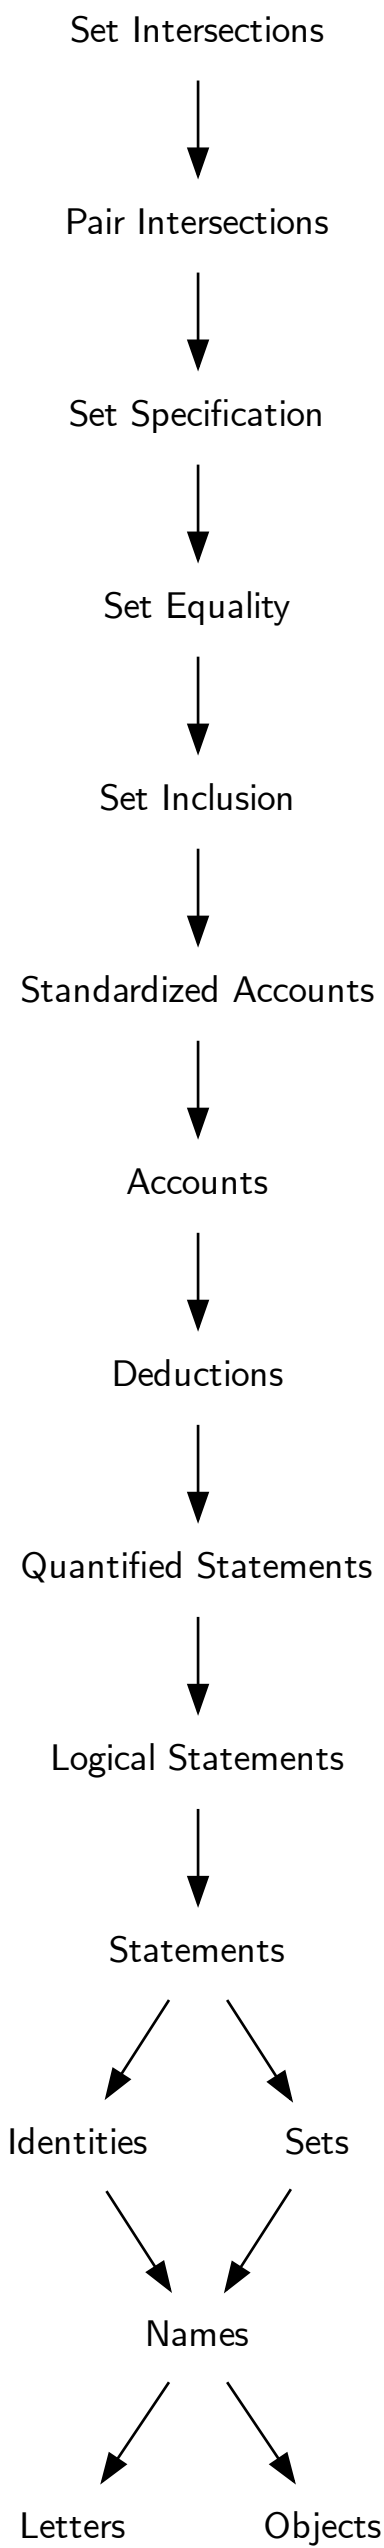 Set Intersections
Pair Intersections
Set Specification
Set Equality
Set Inclusion
Standardized Accounts
Accounts
Deductions
Quantified Statements
Logical Statements
Statements
Identities Sets
Names
Letters Objects